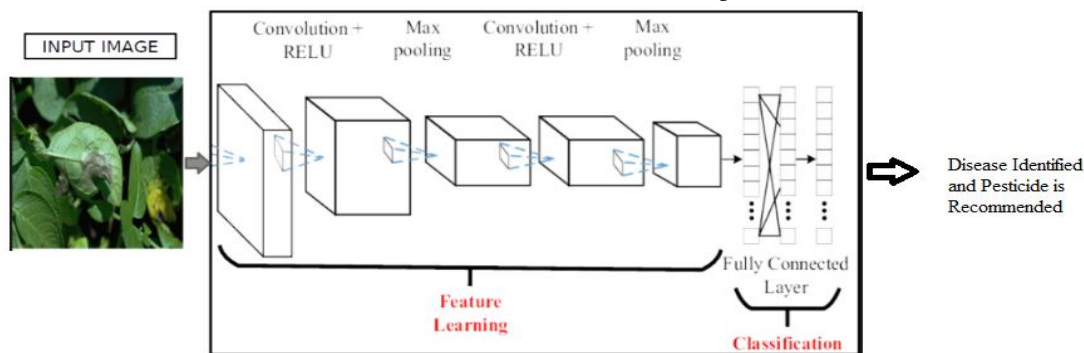 INPUT IMAGE
Convolution +
RELU
Max
pooling
Convolution +
RELU
Max
pooling
Feature
Learning
Fully Connected
Layer
Classification
Disease Identified
and Pesticide is
Recommended